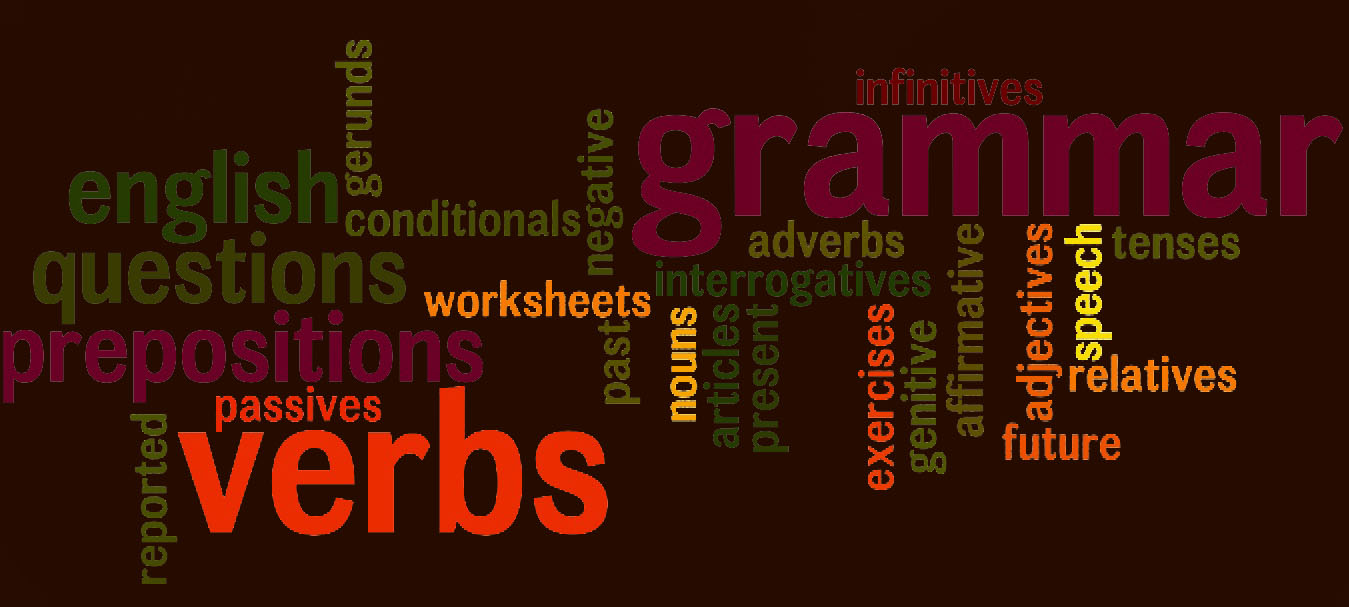 gerunds
infinitives
negative
grammar
english
conditionals
adverbs
affirmative
adjectives
speech
tenses
questions
interrogatives
worksheets
past
nouns
articles
present
exercises
genitive
relatives
prepositions
passives
verbs
future
reported